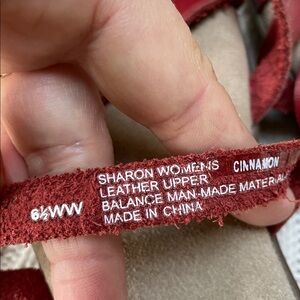 6½WW
SHARON WOMENS CINNAMON
LEATHER UPPER
BALANCE MAN-MADE MATERIAL
MADE IN CHINA